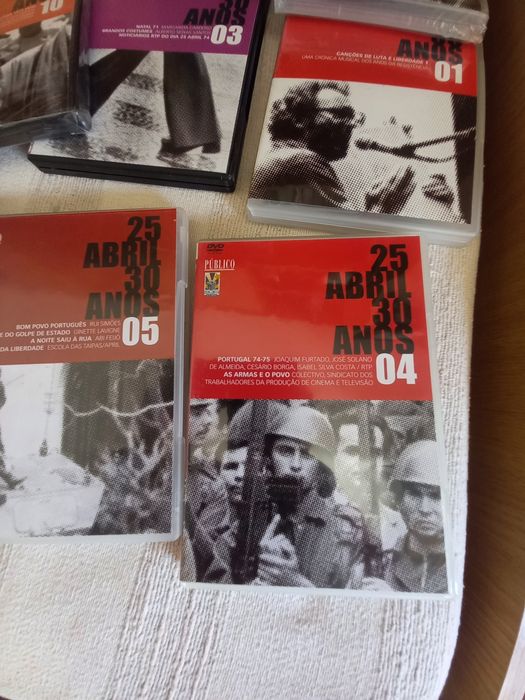 10
ANOS
03
NATAL 71 MARGARIDA CARDOSO
BRANDOS COSTUMES ALBERTO SEIXAS SANTOS
NOTICIÁRIOS RTP DO DIA 25 ABRIL 74
ANOS
01
CANÇÕES DE LUTA E LIBERDADE 1
UMA CRÓNICA MUSICAL DOS ANOS DA RESISTÊNCIA
25
ABRIL
30
ANOS
05
BOM POVO PORTUGUÊS RUI SIMÕES
E DO GOLPE DE ESTADO GINETTE LAVIGNE
A NOITE SAIU À RUA ABI FEIJÓ
DA LIBERDADE ESCOLA DAS TAIPAS/APRIL
DVD
PÚBLICO
25
ABRIL
30
ANOS
04
PORTUGAL 74-75 JOAQUIM FURTADO, JOSÉ SOLANO
DE ALMEIDA, CESÁRIO BORGA, ISABEL SILVA COSTA / RTP
AS ARMAS E O POVO COLECTIVO, SINDICATO DOS
TRABALHADORES DA PRODUÇÃO DE CINEMA E TELEVISÃO